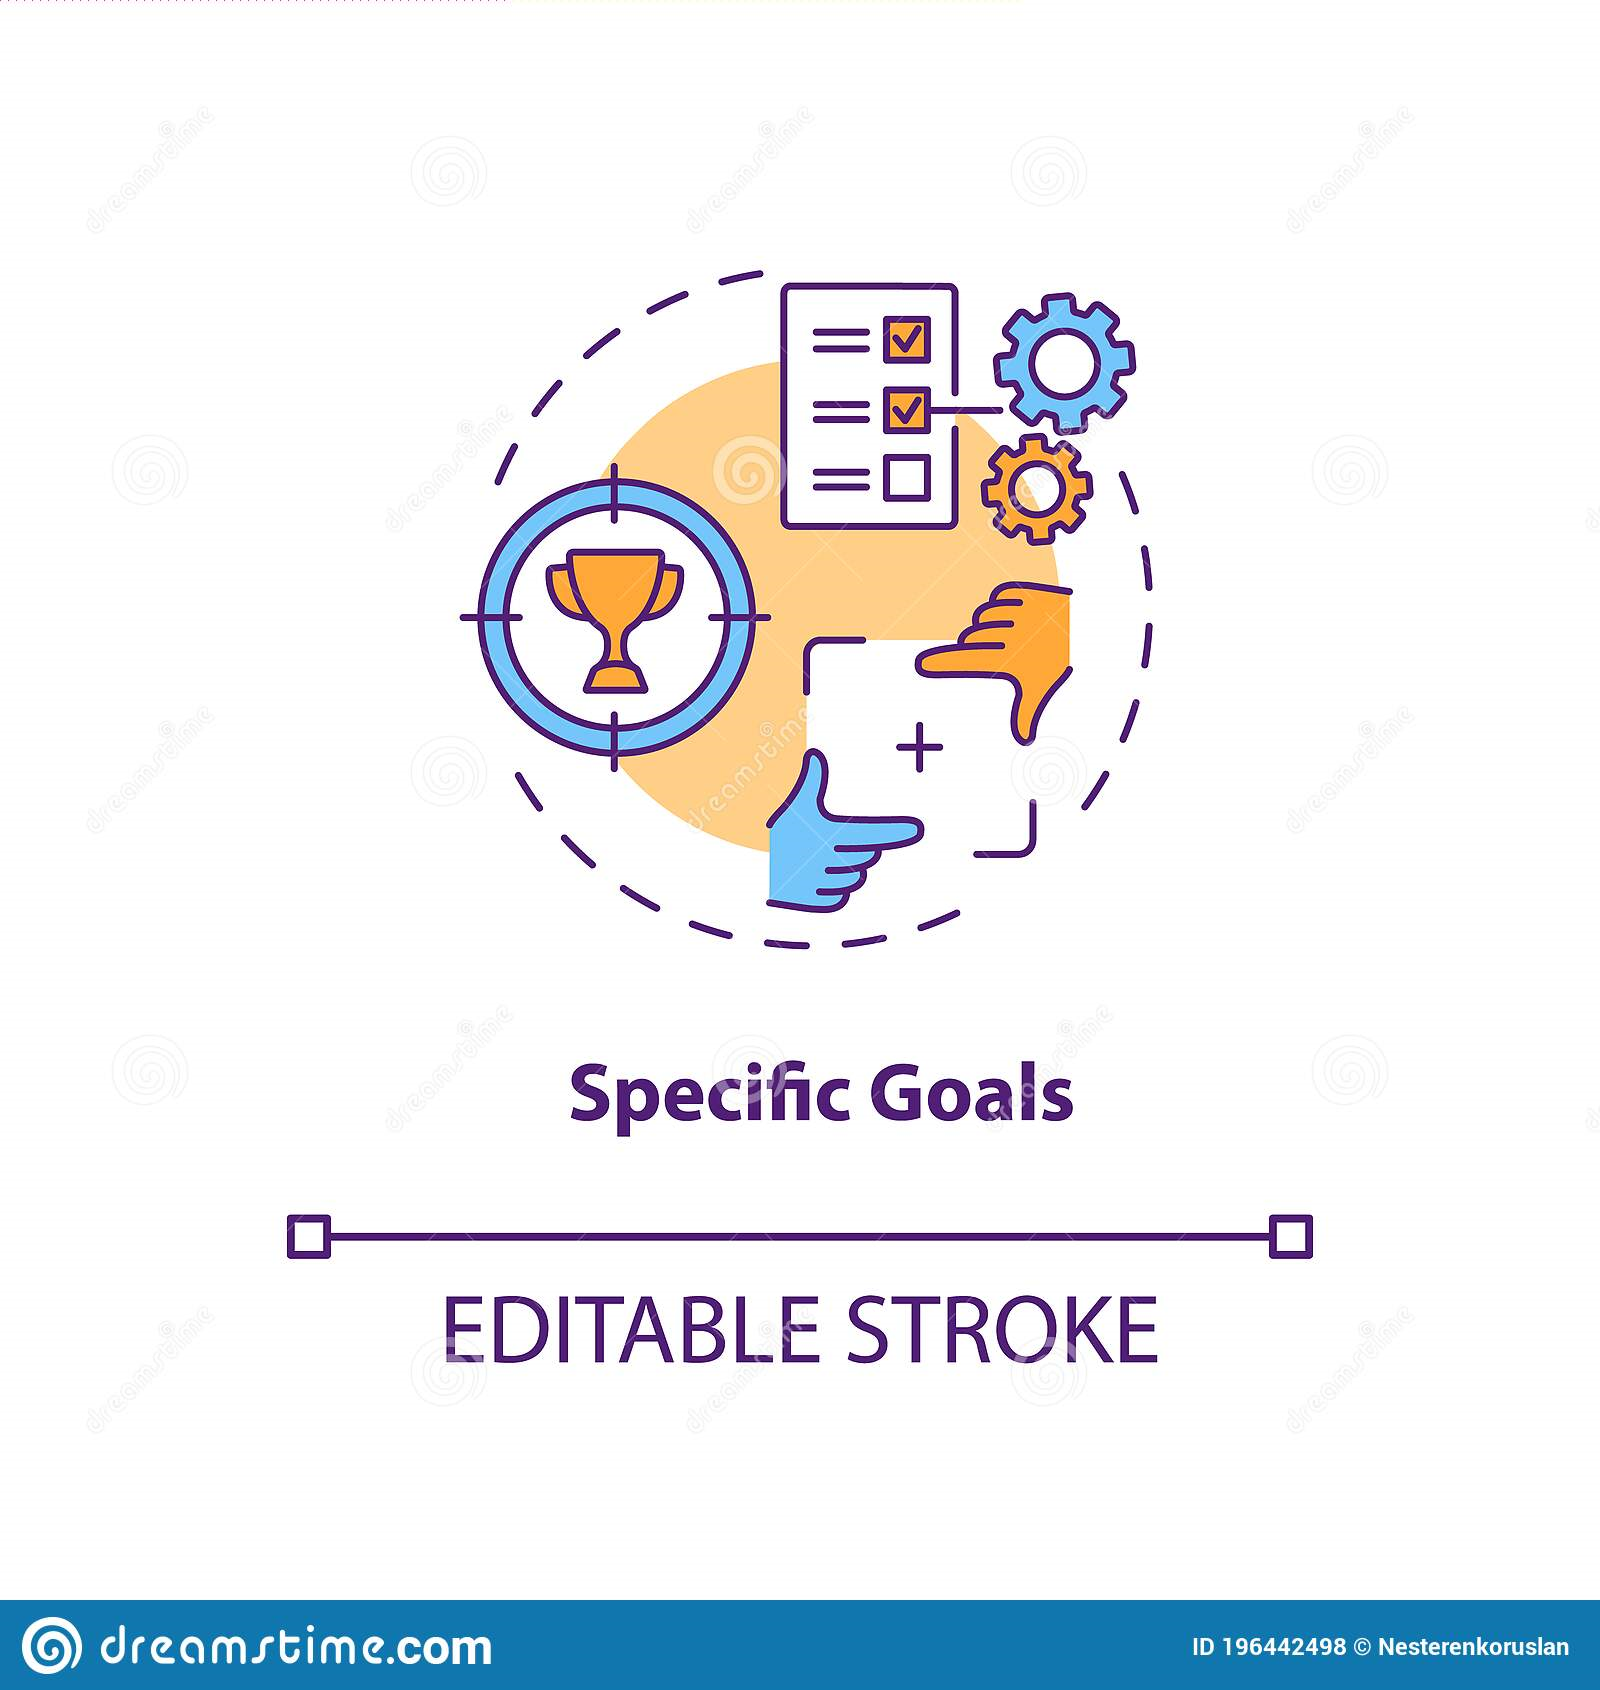 Specific Goals
EDITABLE STROKE
dreamstime.com
ID 196442498 © Nesterenkoruslan